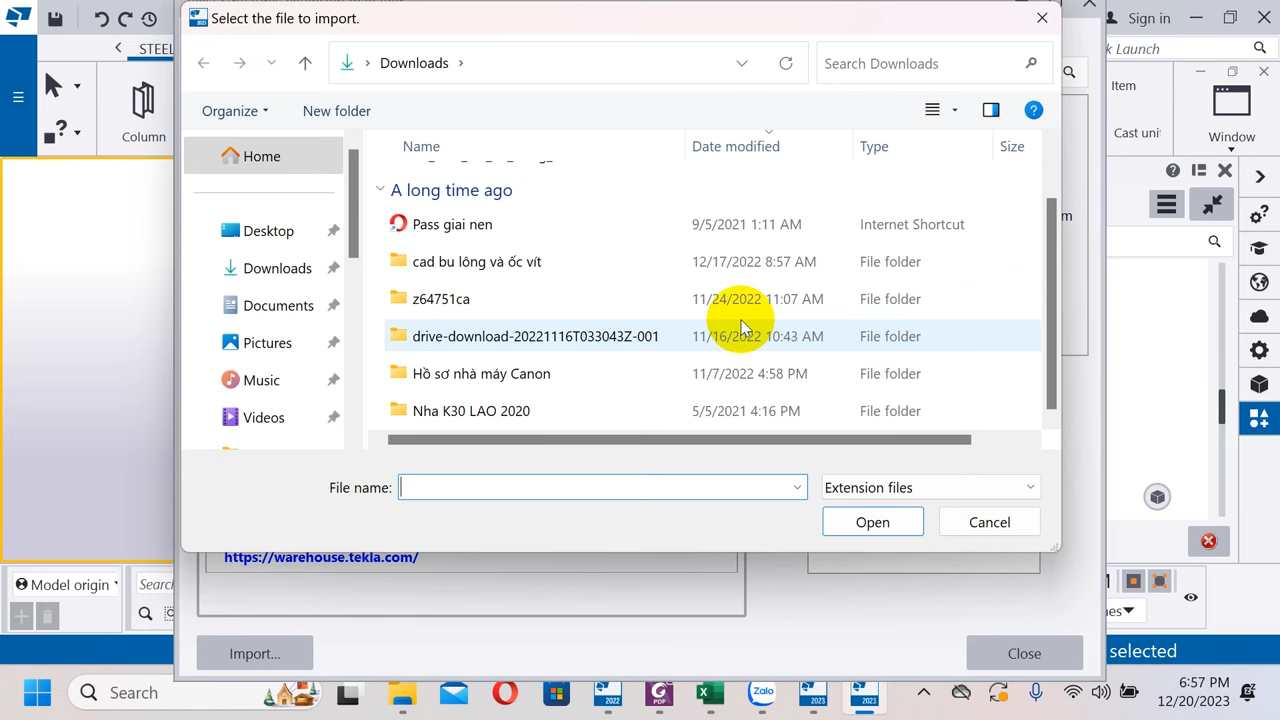 Select the file to import.
Sign in
STEEL
k Launch
Downloads
Search Downloads
Organize
New folder
Item
Column
Cast uni
Window
Home
Name
Date modified
Type
Size
A long time ago
Pass giai nen
9/5/2021 1:11 AM
Internet Shortcut
cad bu lông và ốc vít
12/17/2022 8:57 AM
File folder
z64751ca
11/24/2022 11:07 AM
File folder
drive-download-20221116T033043Z-001
11/16/2022 10:43 AM
File folder
Hồ sơ nhà máy Canon
11/7/2022 4:58 PM
File folder
Nha K30 LAO 2020
5/5/2021 4:16 PM
File folder
Desktop
Downloads
Documents
Pictures
Music
Videos
File name:
Extension files
Open
Cancel
https://warehouse.tekla.com/
Model origin
Searc
Import...
Close
selected
Search
2022
2023
2023
6:57 PM
12/20/2023
Zalo
2023